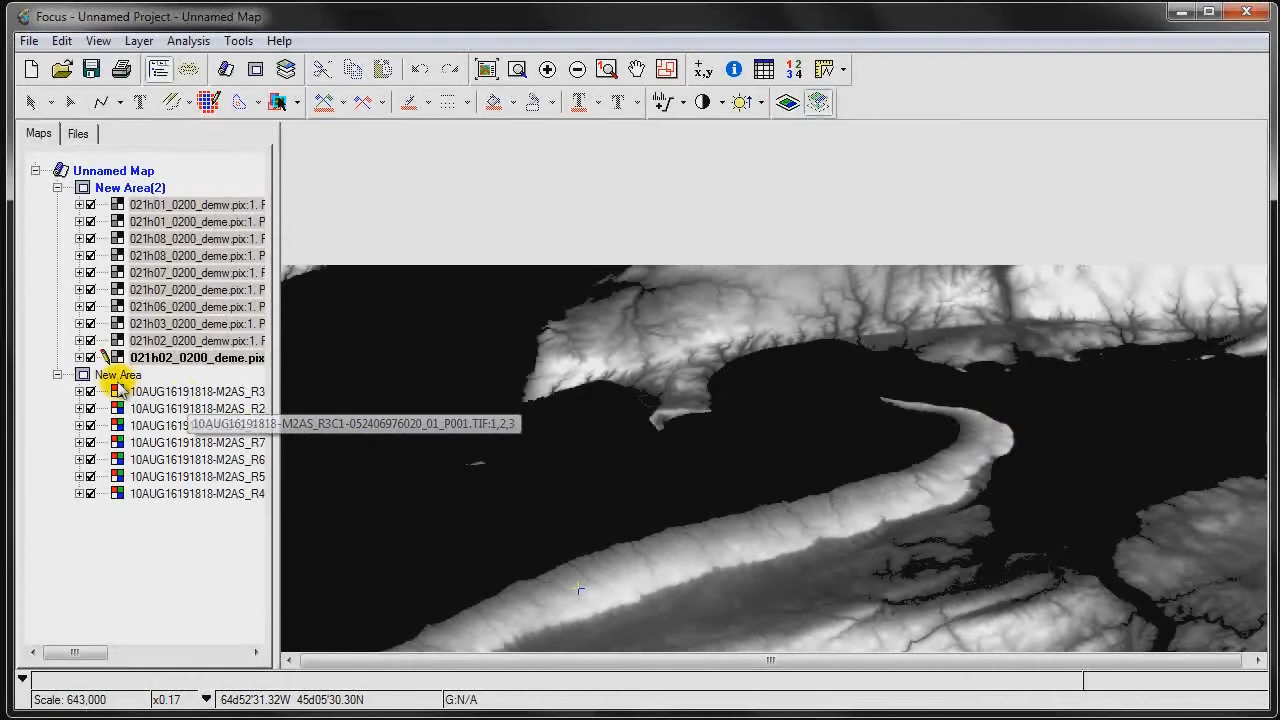 Focus - Unnamed Project - Unnamed Map
File Edit View Layer Analysis Tools Help
Maps Files
Unnamed Map
New Area(2)
021h01_0200_demw.pix:1. P
021h01_0200_deme.pix:1. P
021h08_0200_demw.pix:1. P
021h08_0200_deme.pix:1. P
021h07_0200_demw.pix:1. P
021h07_0200_deme.pix:1. P
021h06_0200_deme.pix:1. P
021h03_0200_deme.pix:1. P
021h02_0200_demw.pix:1. P
021h02_0200_deme.pix
New Area
10AUG16191818-M2AS_R3
10AUG16191818-M2AS_R2
10AUG16191818-M2AS_R3C1-052406976020_01_P001.TIF:1,2,3
10AUG16191818-M2AS_R7
10AUG16191818-M2AS_R6
10AUG16191818-M2AS_R5
10AUG16191818-M2AS_R4
Scale: 643,000 x0.17 64d52'31.32W 45d05'30.30N G:N/A